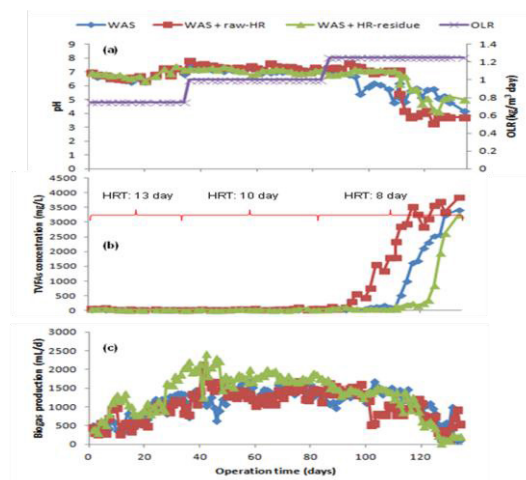 WAS WAS + raw-HR WAS + HR-residue OLR
9 (a) 1.4
8 1.2
7 1
6 0.8
5 0.6
4 0.4
3 0.2
2 0
1
0
pH
OLR(kg/m³ day)
4500
4000 HRT: 13 day HRT: 10 day HRT: 8 day
3500
3000
2500 (b)
2000
1500
1000
500
0
TVFAs concentration (mg/L)
3000 (c)
2500
2000
1500
1000
500
0
Biogas production (mL/d)
0 20 40 60 80 100 120
Operation time (days)